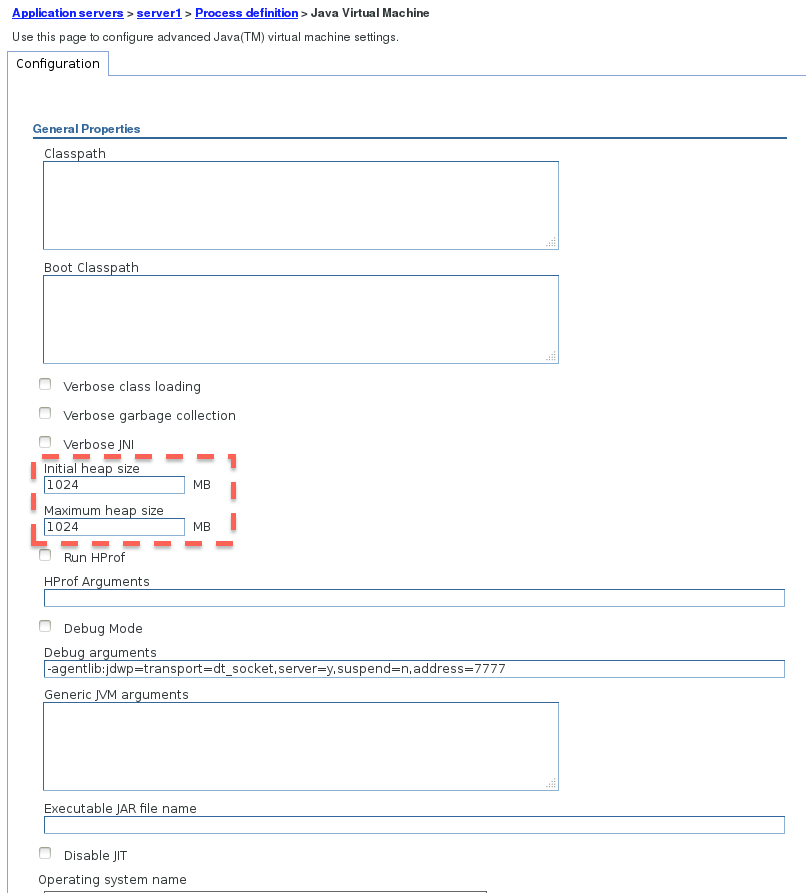 Application servers > server1 > Process definition > Java Virtual Machine
Use this page to configure advanced Java(TM) virtual machine settings.
Configuration
General Properties
Classpath
Boot Classpath
Verbose class loading
Verbose garbage collection
Verbose JNI
Initial heap size
1024 MB
Maximum heap size
1024 MB
Run HProf
HProf Arguments
Debug Mode
Debug arguments
-agentlib:jdwp=transport=dt_socket,server=y,suspend=n,address=7777
Generic JVM arguments
Executable JAR file name
Disable JIT
Operating system name